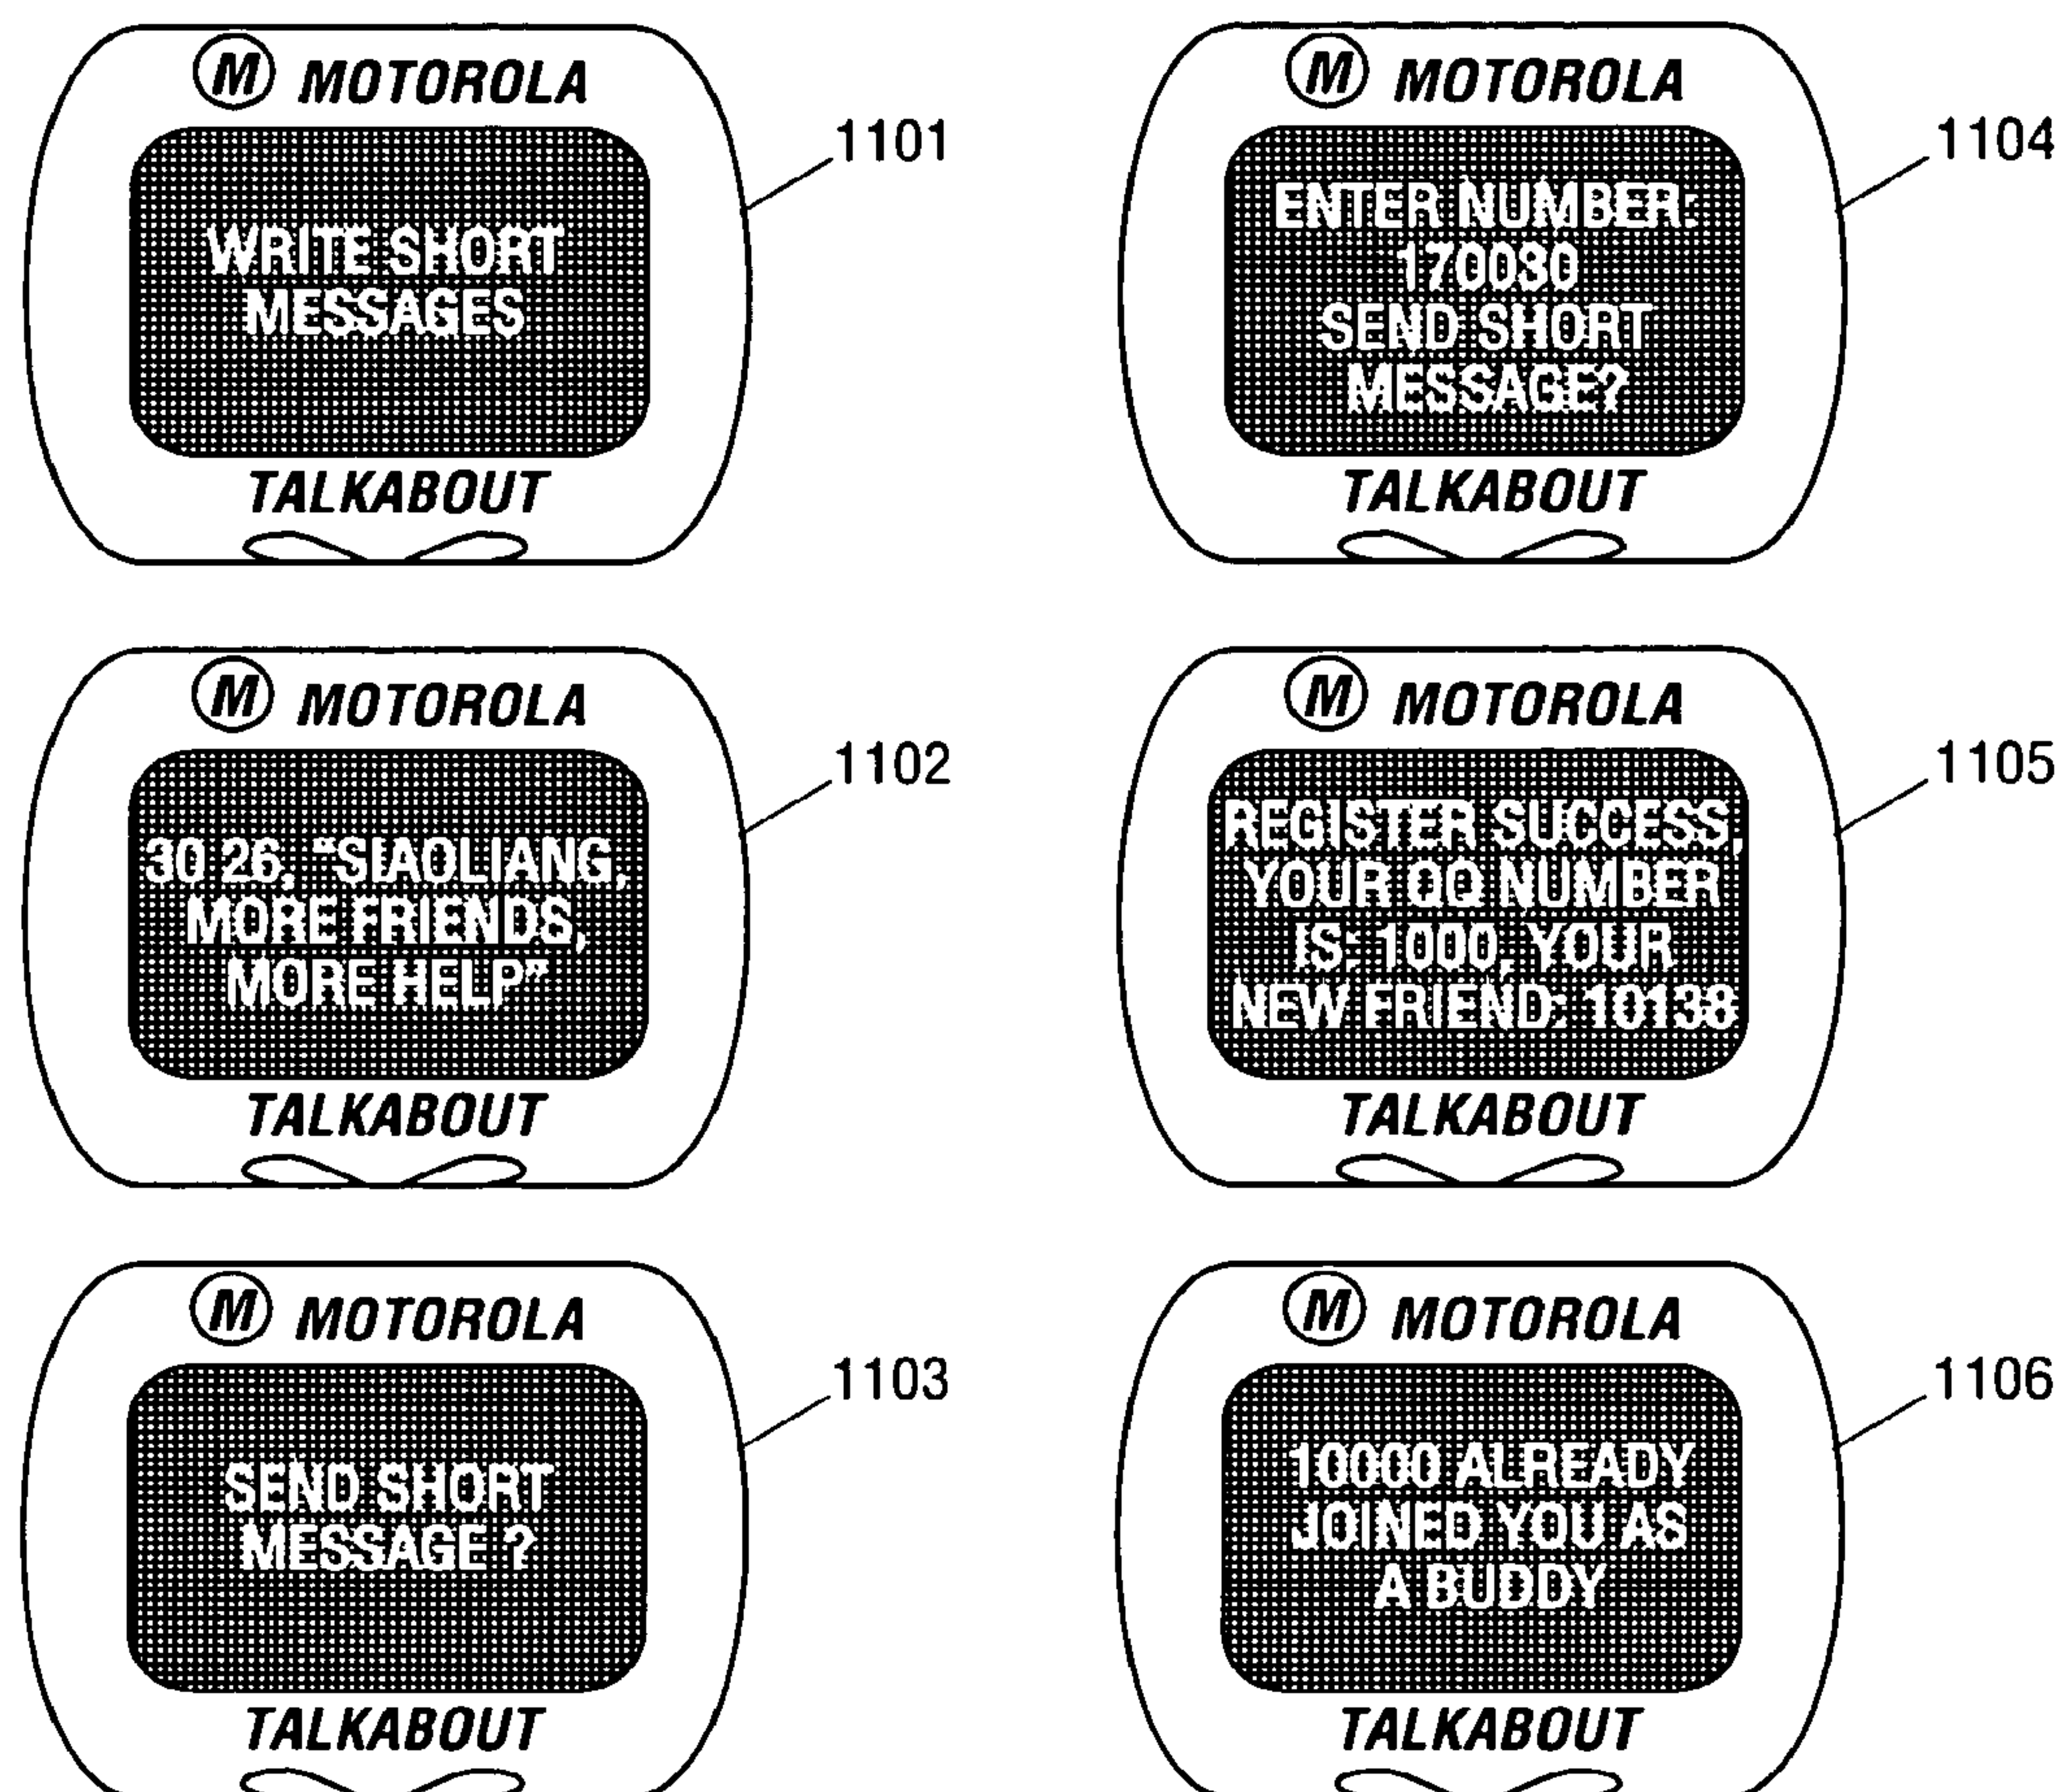 M MOTOROLA
WRITE SHORT
MESSAGES
TALKABOUT
1101
M MOTOROLA
30 26, "SIAOLIANG,
MORE FRIENDS,
MORE HELP"
TALKABOUT
1102
M MOTOROLA
SEND SHORT
MESSAGE ?
TALKABOUT
1103
M MOTOROLA
ENTER NUMBER:
170030
SEND SHORT
MESSAGE?
TALKABOUT
1104
M MOTOROLA
REGISTER SUCCESS,
YOUR QQ NUMBER
IS: 1000, YOUR
NEW FRIEND: 10138
TALKABOUT
1105
M MOTOROLA
10000 ALREADY
JOINED YOU AS
A BUDDY
TALKABOUT
1106